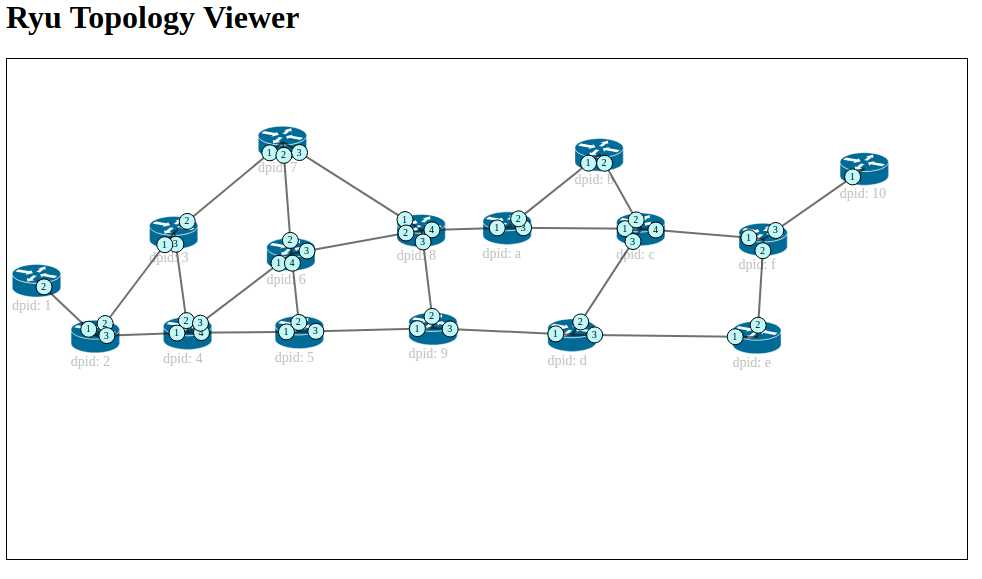 Ryu Topology Viewer
dpid: 7
1 2 3
dpid: b
1 2
dpid: 10
1
dpid: 3
1 2 3
dpid: 6
1 2 3 4
dpid: 8
1 2 3 4
dpid: a
1 2 3
dpid: c
1 2 3 4
dpid: f
1 2 3
dpid: 1
2
dpid: 2
1 2 3
dpid: 4
1 2 3 4
dpid: 5
1 2 3
dpid: 9
1 2 3
dpid: d
1 2 3
dpid: e
1 2